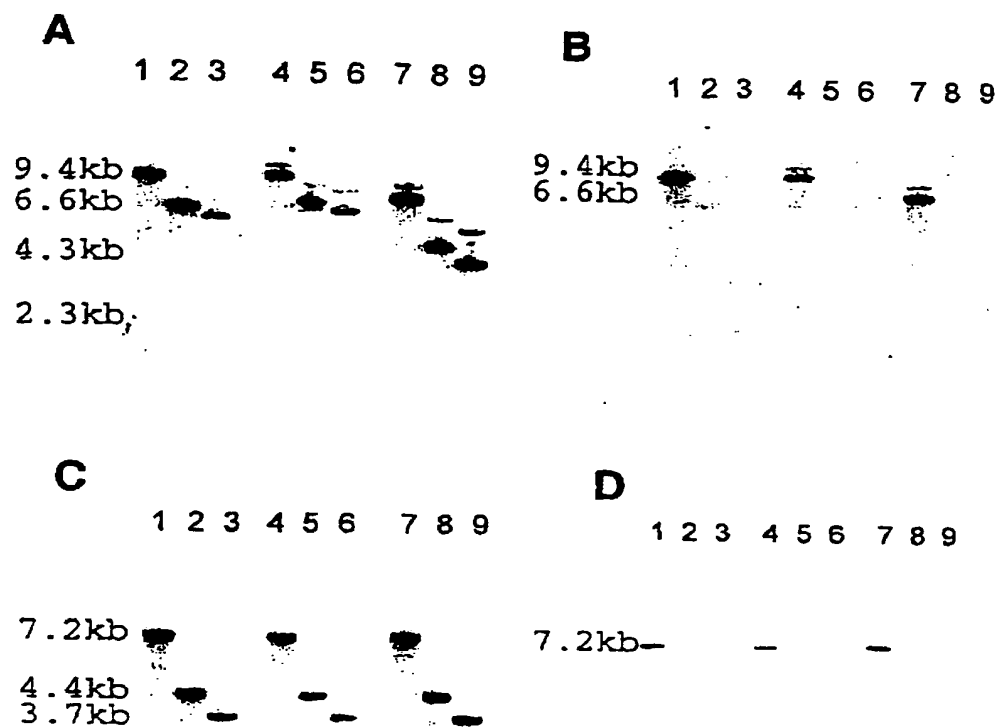 A
1 2 3 4 5 6 7 8 9
9.4kb
6.6kb
4.3kb
2.3kb
B
1 2 3 4 5 6 7 8 9
9.4kb
6.6kb
C
1 2 3 4 5 6 7 8 9
7.2kb
4.4kb
3.7kb
D
1 2 3 4 5 6 7 8 9
7.2kb